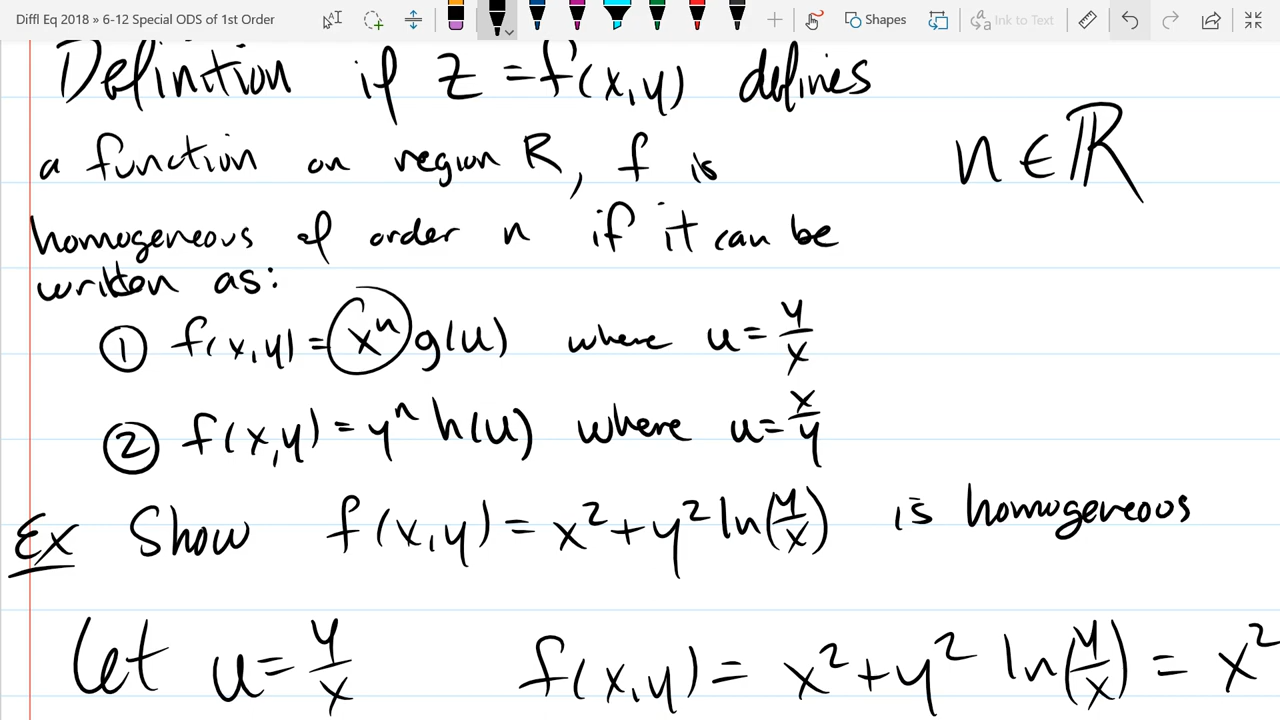 Diffl Eq 2018 » 6-12 Special ODS of 1st Order
Shapes
Ink to Text
Definition if z = f(x,y) defines
a function on region R, f is
n ∈ ℝ
homogeneous of order n if it can be
written as:
① f(x,y) = xⁿ g(u) where u = y/x
② f(x,y) = yⁿ h(u) where u = x/y
Ex Show f(x,y) = x² + y² ln(y/x) is homogeneous
Let u = y/x f(x,y) = x² + y² ln(y/x) = x²